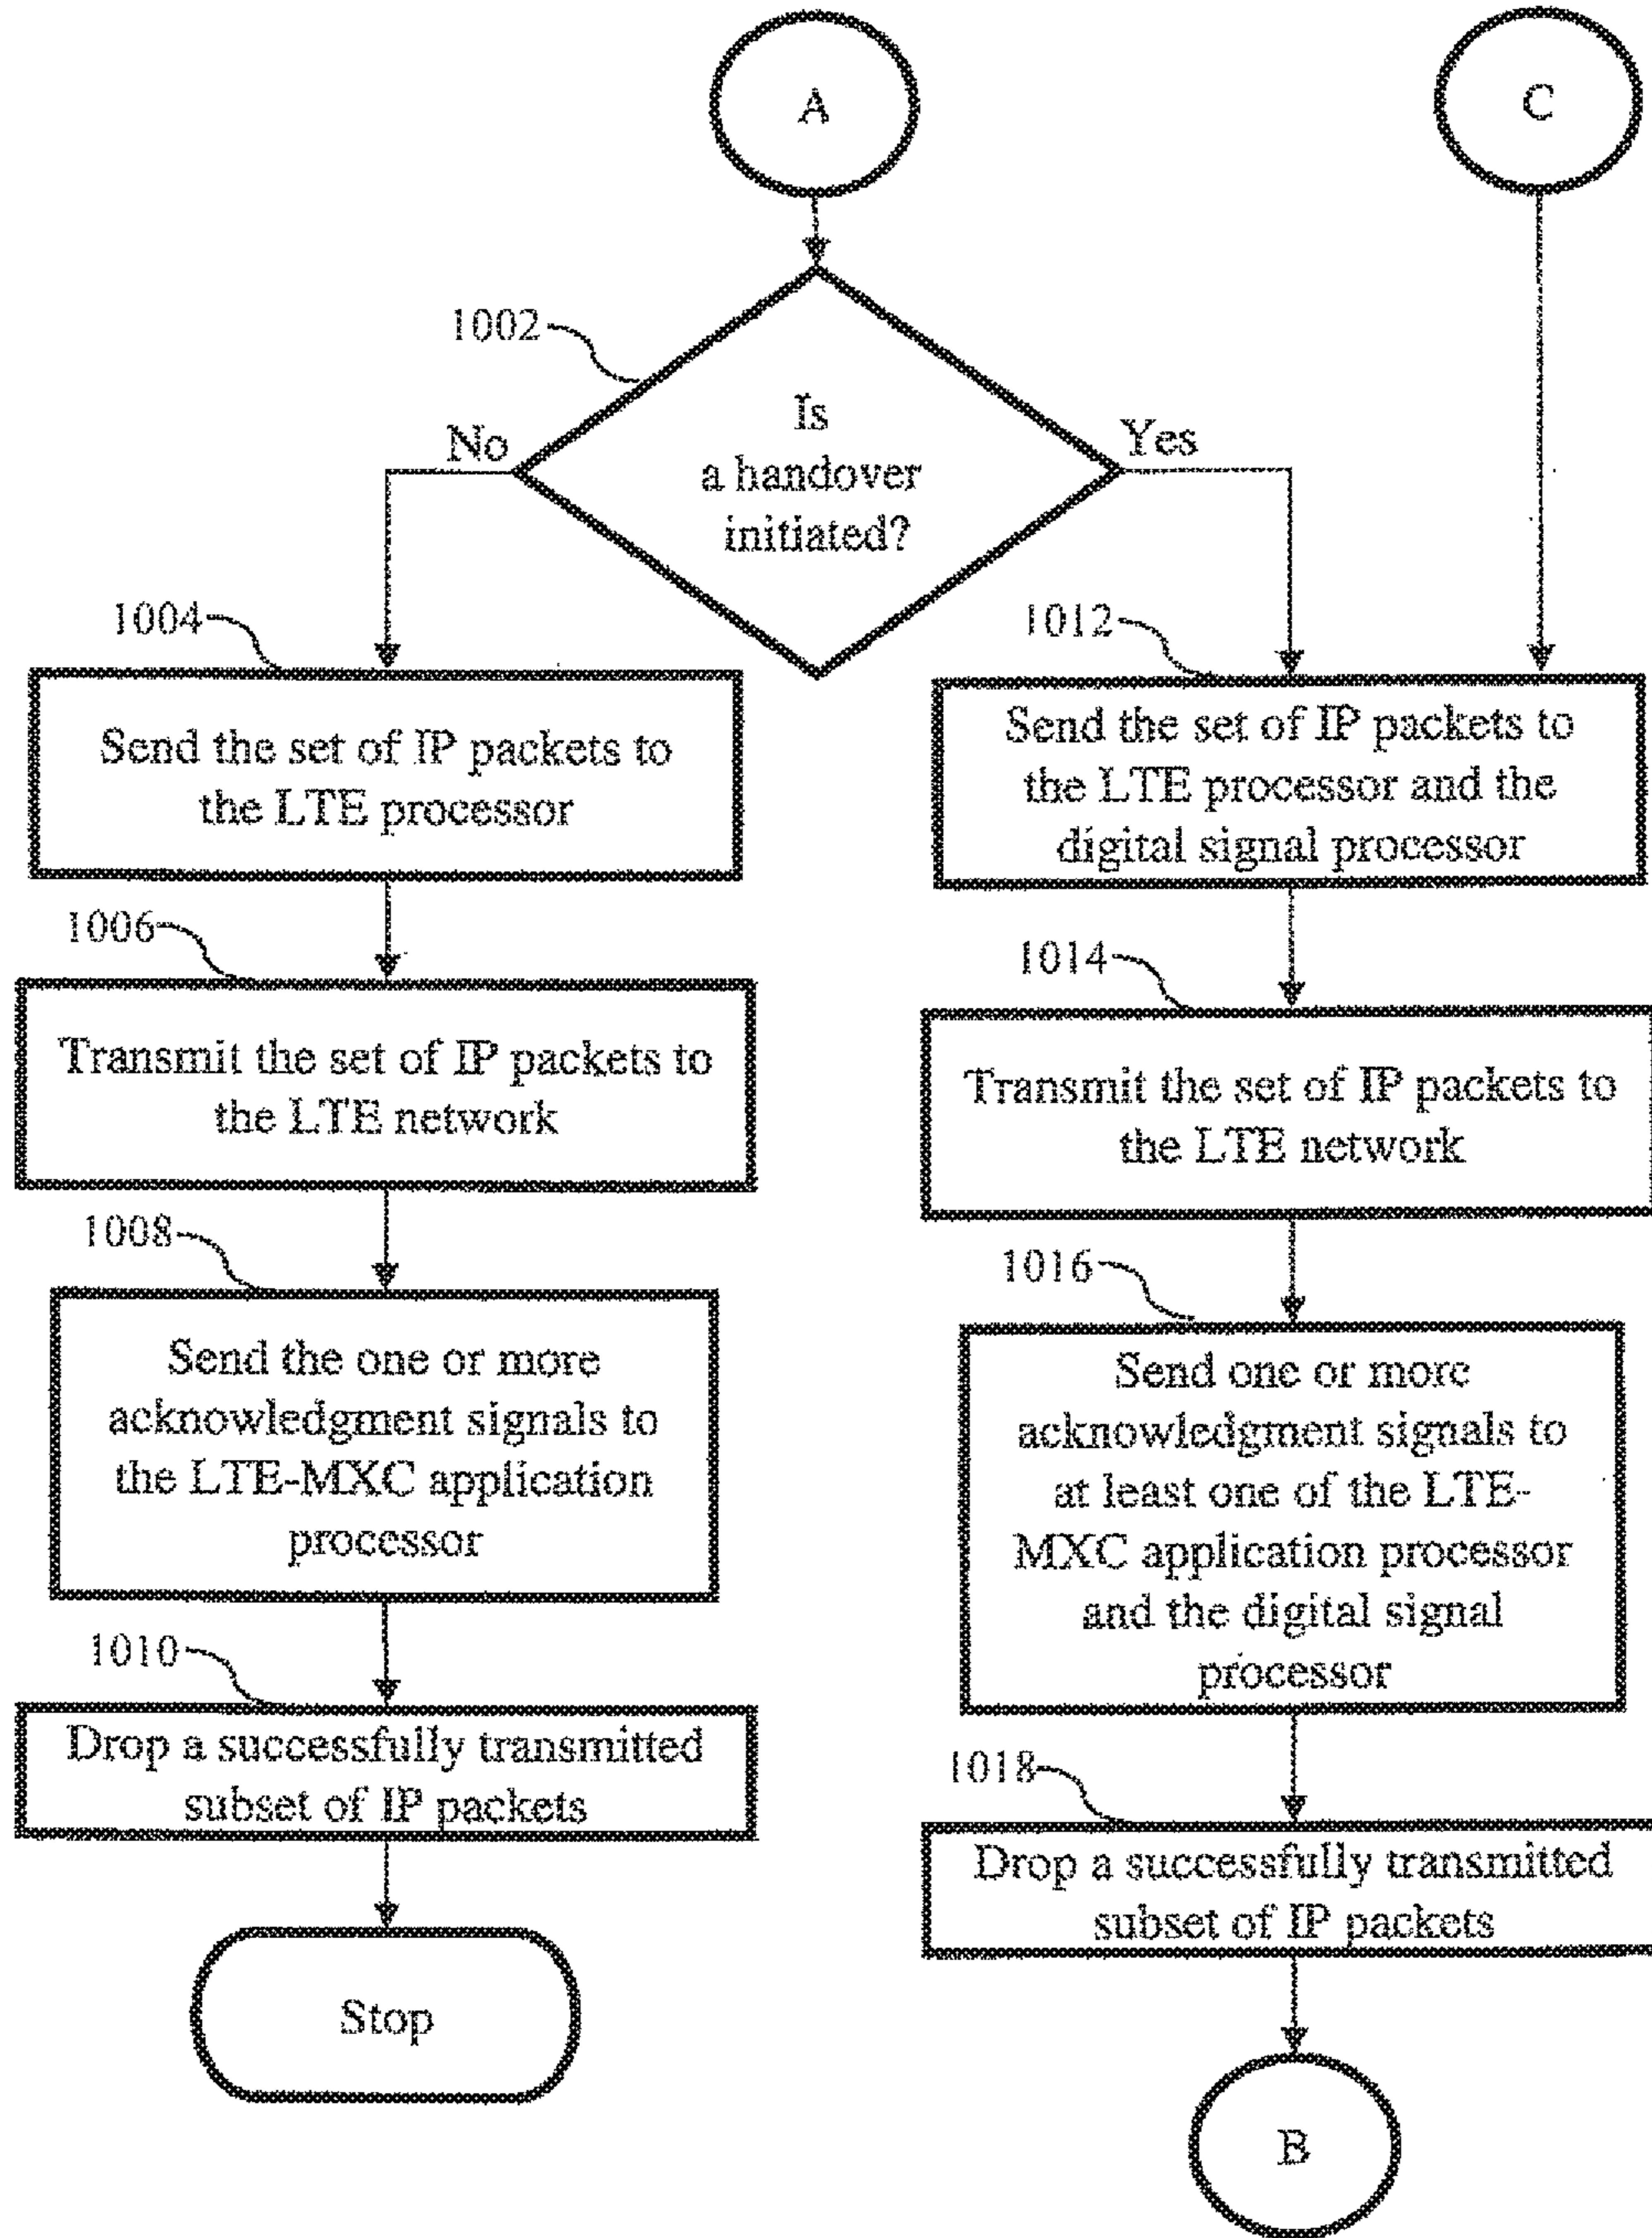 A
C
1002
Is
a handover
initiated?
No
Yes
1004
Send the set of IP packets to
the LTE processor
1006
Transmit the set of IP packets to
the LTE network
1008
Send the one or more
acknowledgment signals to
the LTE-MXC application
processor
1010
Drop a successfully transmitted
subset of IP packets
Stop
1012
Send the set of IP packets to
the LTE processor and the
digital signal processor
1014
Transmit the set of IP packets to
the LTE network
1016
Send one or more
acknowledgment signals to
at least one of the LTE-
MXC application processor
and the digital signal
processor
1018
Drop a successfully transmitted
subset of IP packets
B